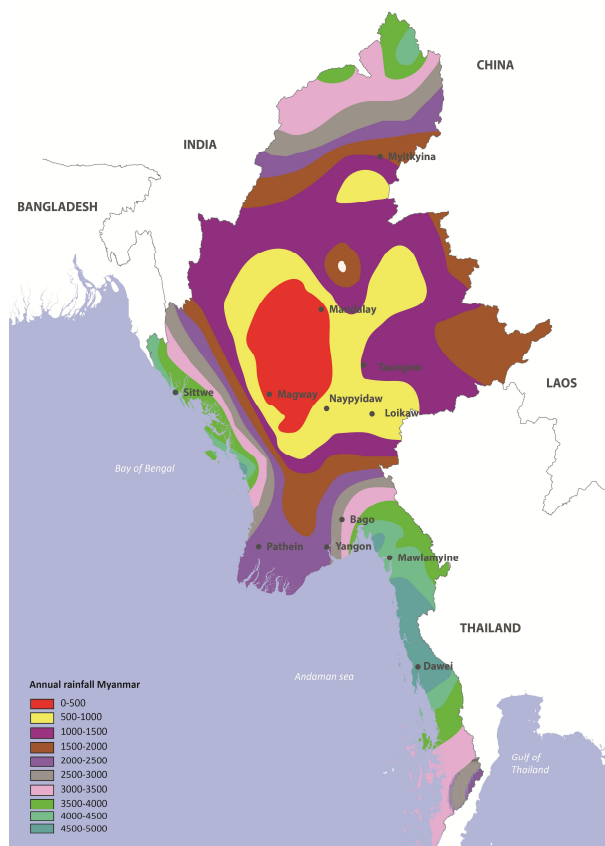 CHINA
INDIA
Myitkyina
BANGLADESH
Mandalay
Taunggyi
LAOS
Magway
Sittwe
Naypyidaw
Loikaw
Bay of Bengal
Bago
Pathein
Yangon
Mawlamyine
THAILAND
Dawei
Andaman sea
Annual rainfall Myanmar
0-500
500-1000
1000-1500
1500-2000
2000-2500
2500-3000
3000-3500
3500-4000
4000-4500
4500-5000
Gulf of
Thailand